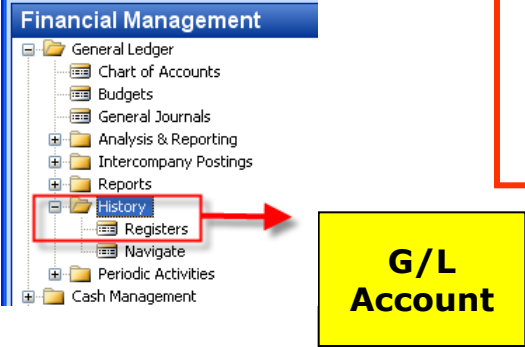 Financial Management
General Ledger
Chart of Accounts
Budgets
General Journals
Analysis & Reporting
Intercompany Postings
Reports
History
Registers
Navigate
Periodic Activities
Cash Management
G/L
Account